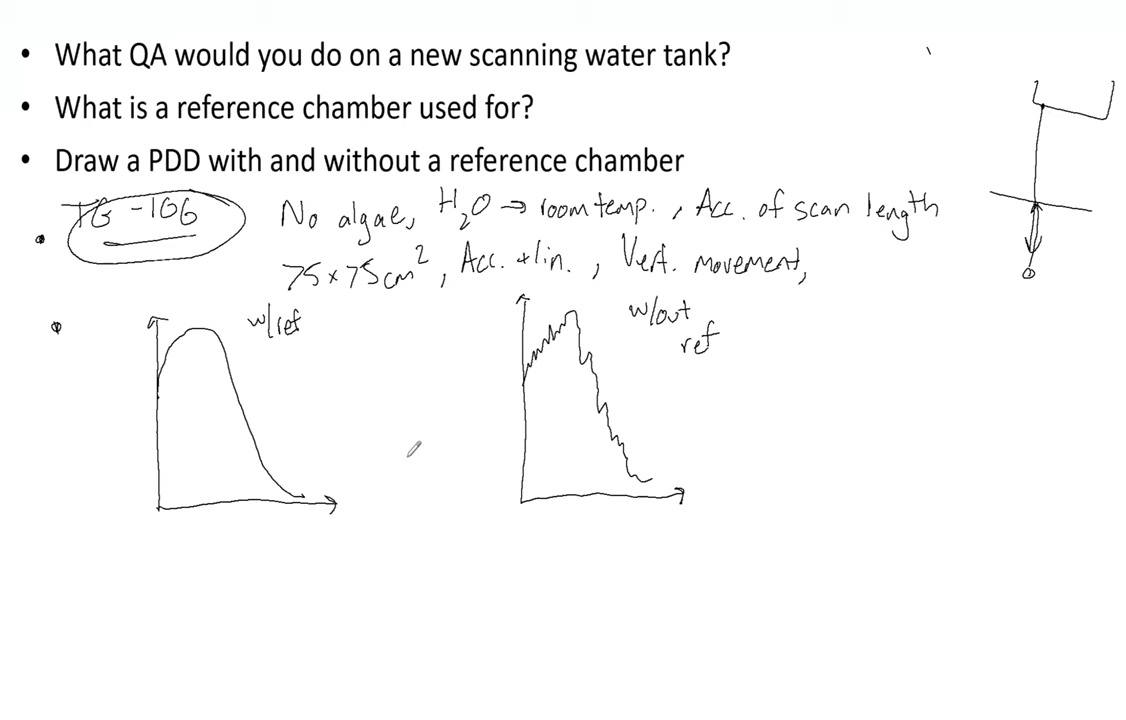 • What QA would you do on a new scanning water tank?
• What is a reference chamber used for?
• Draw a PDD with and without a reference chamber
TG-106 No algae, H₂O → room temp., Acc. of scan length
75 x 75 cm², Acc. + lin., Vert. movement,
w/ref
w/out
ref